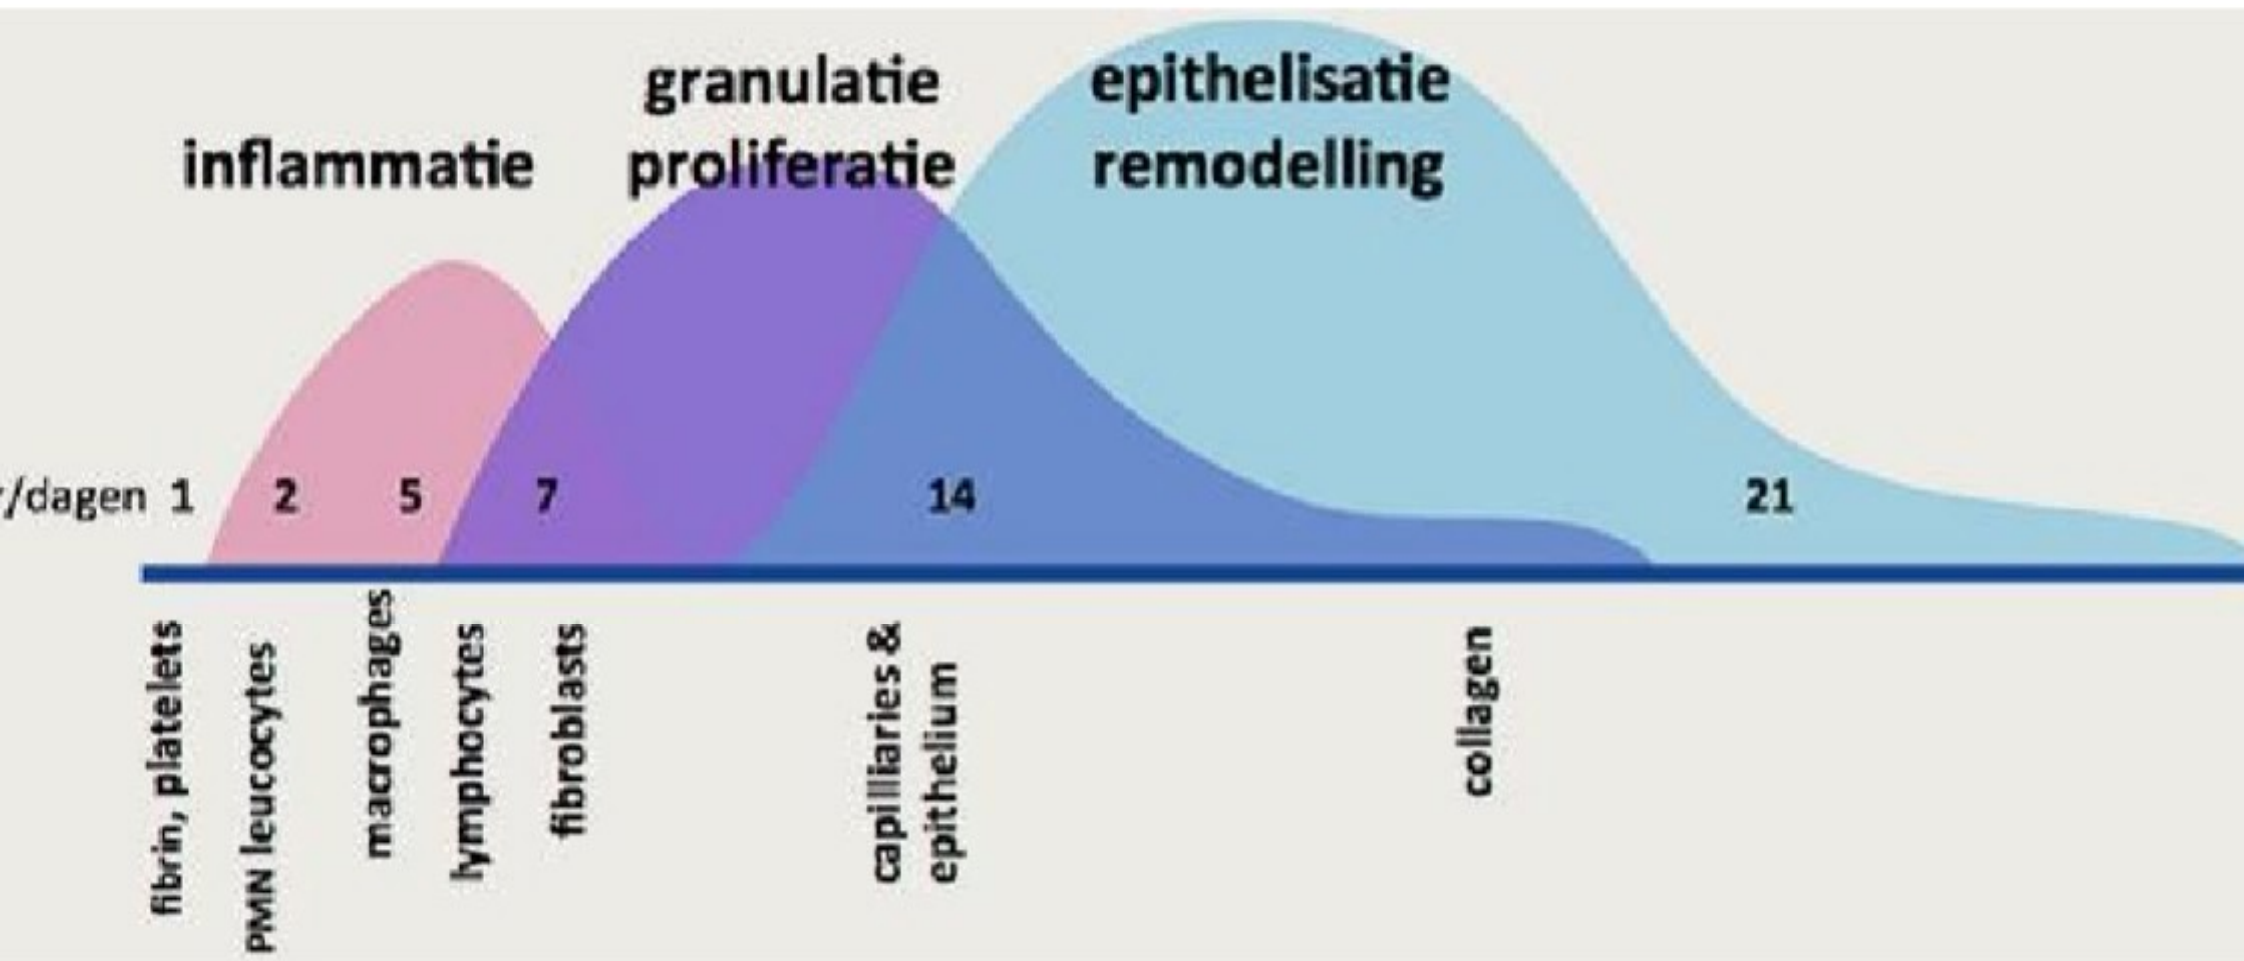 granulatie
proliferatie
inflammatie
epithelisatie
remodelling
/dagen 1 2 5 7 14 21
fibrin, platelets
PMN leucocytes
macrophages
lymphocytes
fibroblasts
capilliaries &
epithelium
collagen